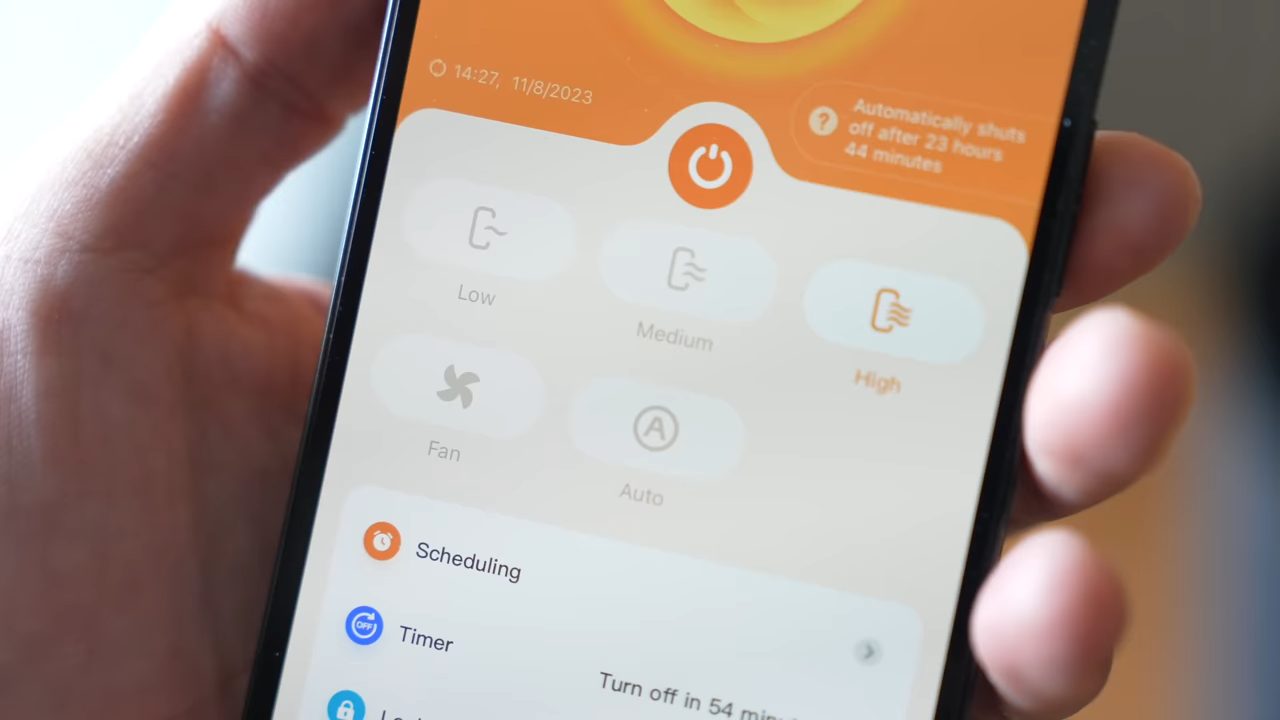 14:27, 11/8/2023
Automatically shuts
off after 23 hours
44 minutes
Low
Medium
High
Fan
Auto
Scheduling
Timer
OFF
Turn off in 54